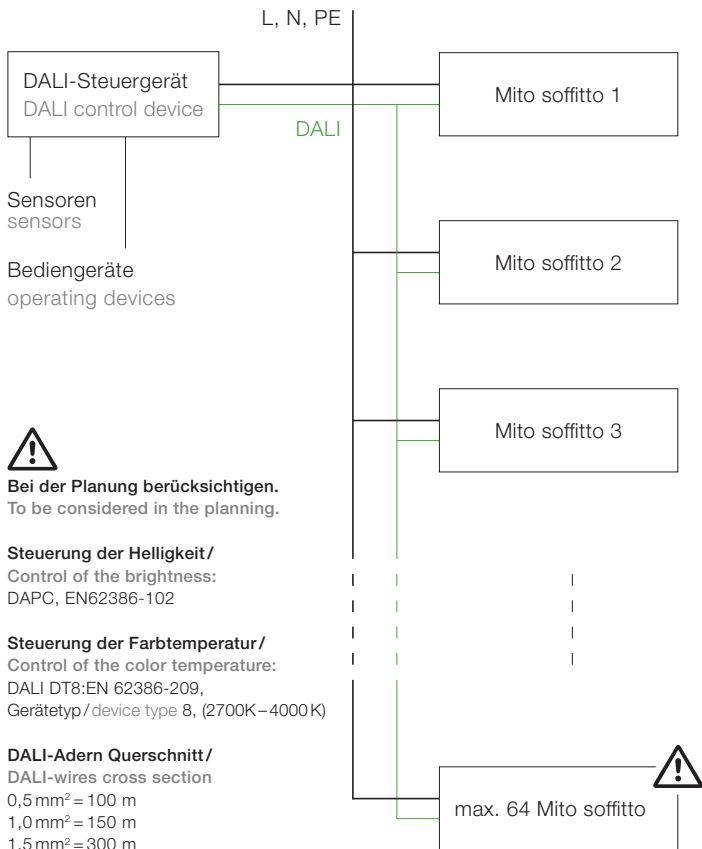 L, N, PE
DALI-Steuergerät
DALI control device
DALI
Mito soffitto 1
Sensoren
sensors
Bediengeräte
operating devices
Mito soffitto 2
Mito soffitto 3
Bei der Planung berücksichtigen.
To be considered in the planning.
Steuerung der Helligkeit/
Control of the brightness:
DAPC, EN62386-102
Steuerung der Farbtemperatur/
Control of the color temperature:
DALI DT8:EN 62386-209,
Gerätetyp/device type 8, (2700K–4000K)
DALI-Adern Querschnitt/
DALI-wires cross section
0,5 mm² = 100 m
1,0 mm² = 150 m
1,5 mm² = 300 m
max. 64 Mito soffitto